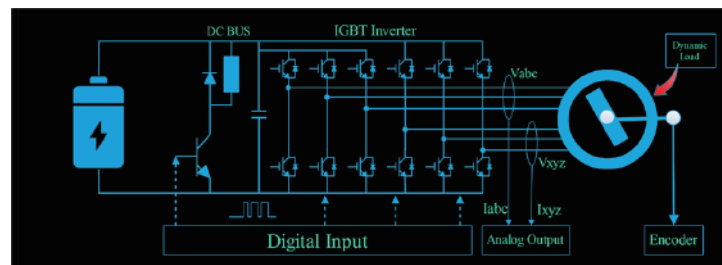 DC BUS
IGBT Inverter
Dynamic
Load
Vabc
Vxyz
Iabc
Ixyz
Digital Input
Analog Output
Encoder